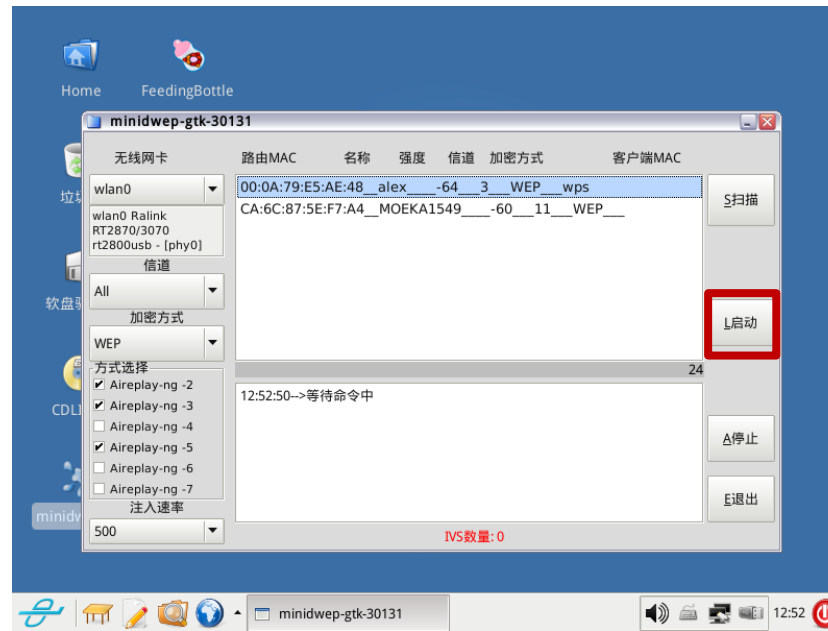 Home
FeedingBottle
minidwep-gtk-30131
无线网卡
路由MAC 名称 强度 信道 加密方式 客户端MAC
wlan0
00:0A:79:E5:AE:48__alex____-64___3___WEP___wps
S扫描
CA:6C:87:5E:F7:A4__MOEKA1549____-60___11___WEP___
wlan0 Ralink
RT2870/3070
rt2800usb - [phy0]
信道
All
加密方式
L启动
WEP
方式选择
24
Aireplay-ng -2
12:52:50-->等待命令中
Aireplay-ng -3
Aireplay-ng -4
Aireplay-ng -5
A停止
Aireplay-ng -6
Aireplay-ng -7
注入速率
E退出
500
IVS数量: 0
minidwep-gtk-30131
12:52